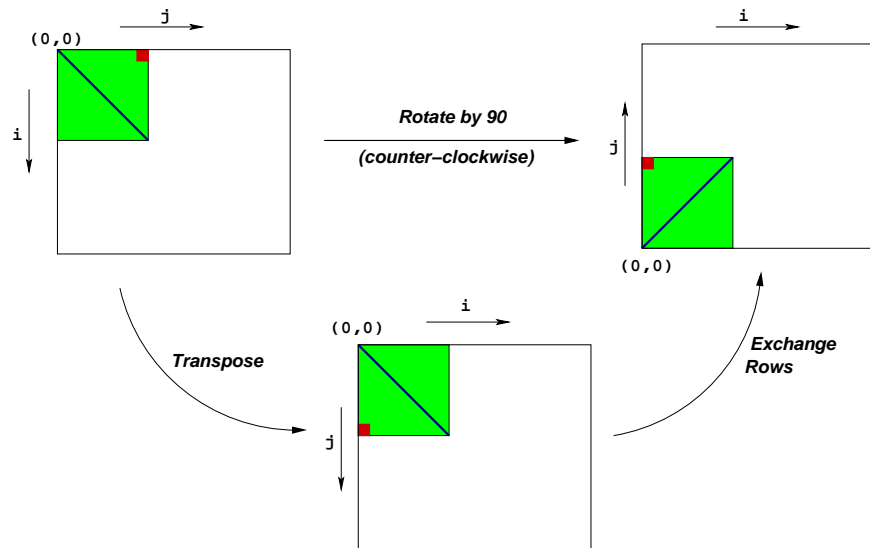 j
i
(0,0)
i
Rotate by 90
(counter–clockwise)
j
(0,0)
i
(0,0)
Transpose
Exchange
Rows
j